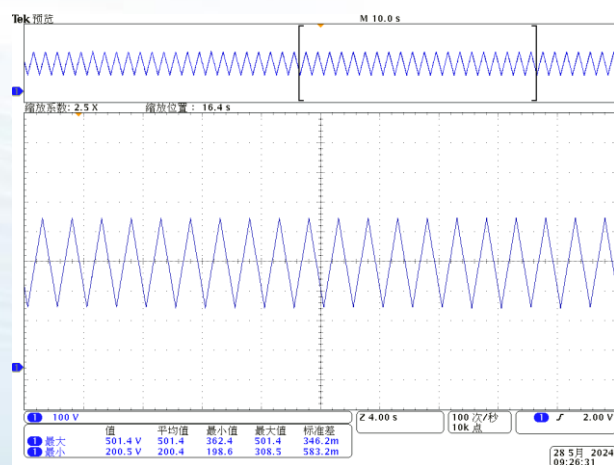 Tek 预览 M 10.0 s
1
缩放系数: 2.5 X 缩放位置: 16.4 s
1
1 100 V Z 4.00 s 100 次/秒 1 2.00 V
10k 点
值 平均值 最小值 最大值 标准差
1 最大 501.4 V 501.4 362.4 501.4 346.2m
1 最小 200.5 V 200.4 198.6 308.5 583.2m
28 5月 2024
09:26:31